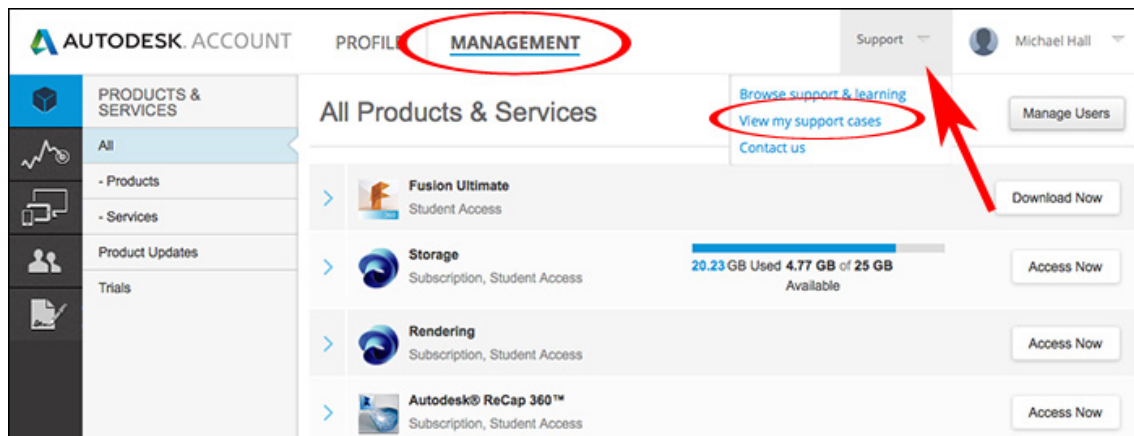 AUTODESK. ACCOUNT
PROFILE
MANAGEMENT
Support
Michael Hall
PRODUCTS &
SERVICES
All
- Products
- Services
Product Updates
Trials
All Products & Services
Browse support & learning
View my support cases
Contact us
Manage Users
Fusion Ultimate
Student Access
Download Now
Storage
Subscription, Student Access
20.23 GB Used 4.77 GB of 25 GB
Available
Access Now
Rendering
Subscription, Student Access
Access Now
Autodesk® ReCap 360™
Subscription, Student Access
Access Now